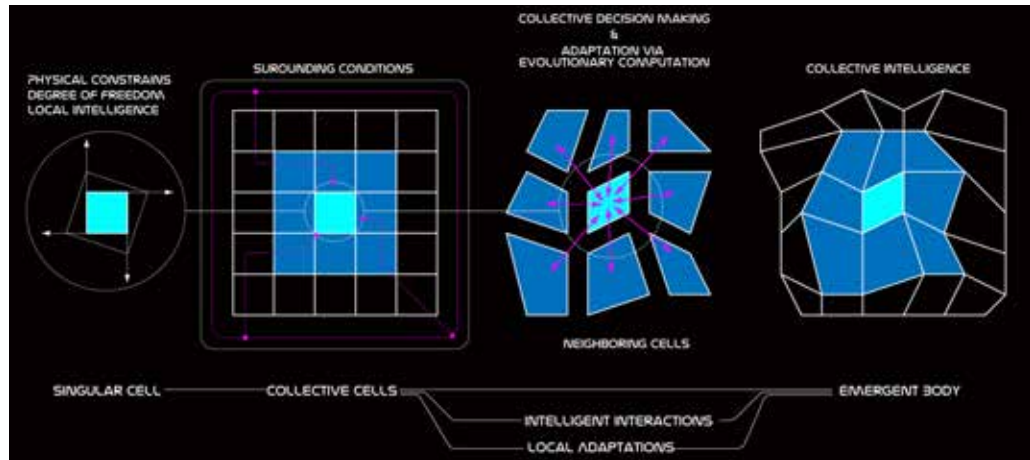 PHYSICAL CONSTRAINS
DEGREE OF FREEDOM
LOCAL INTELLIGENCE
SUROUNDING CONDITIONS
COLLECTIVE DECISION MAKING
&
ADAPTATION VIA
EVOLUTIONARY COMPUTATION
COLLECTIVE INTELLIGENCE
NEIGHBORING CELLS
SINGULAR CELL
COLLECTIVE CELLS
EMERGENT BODY
INTELLIGENT INTERACTIONS
LOCAL ADAPTATIONS